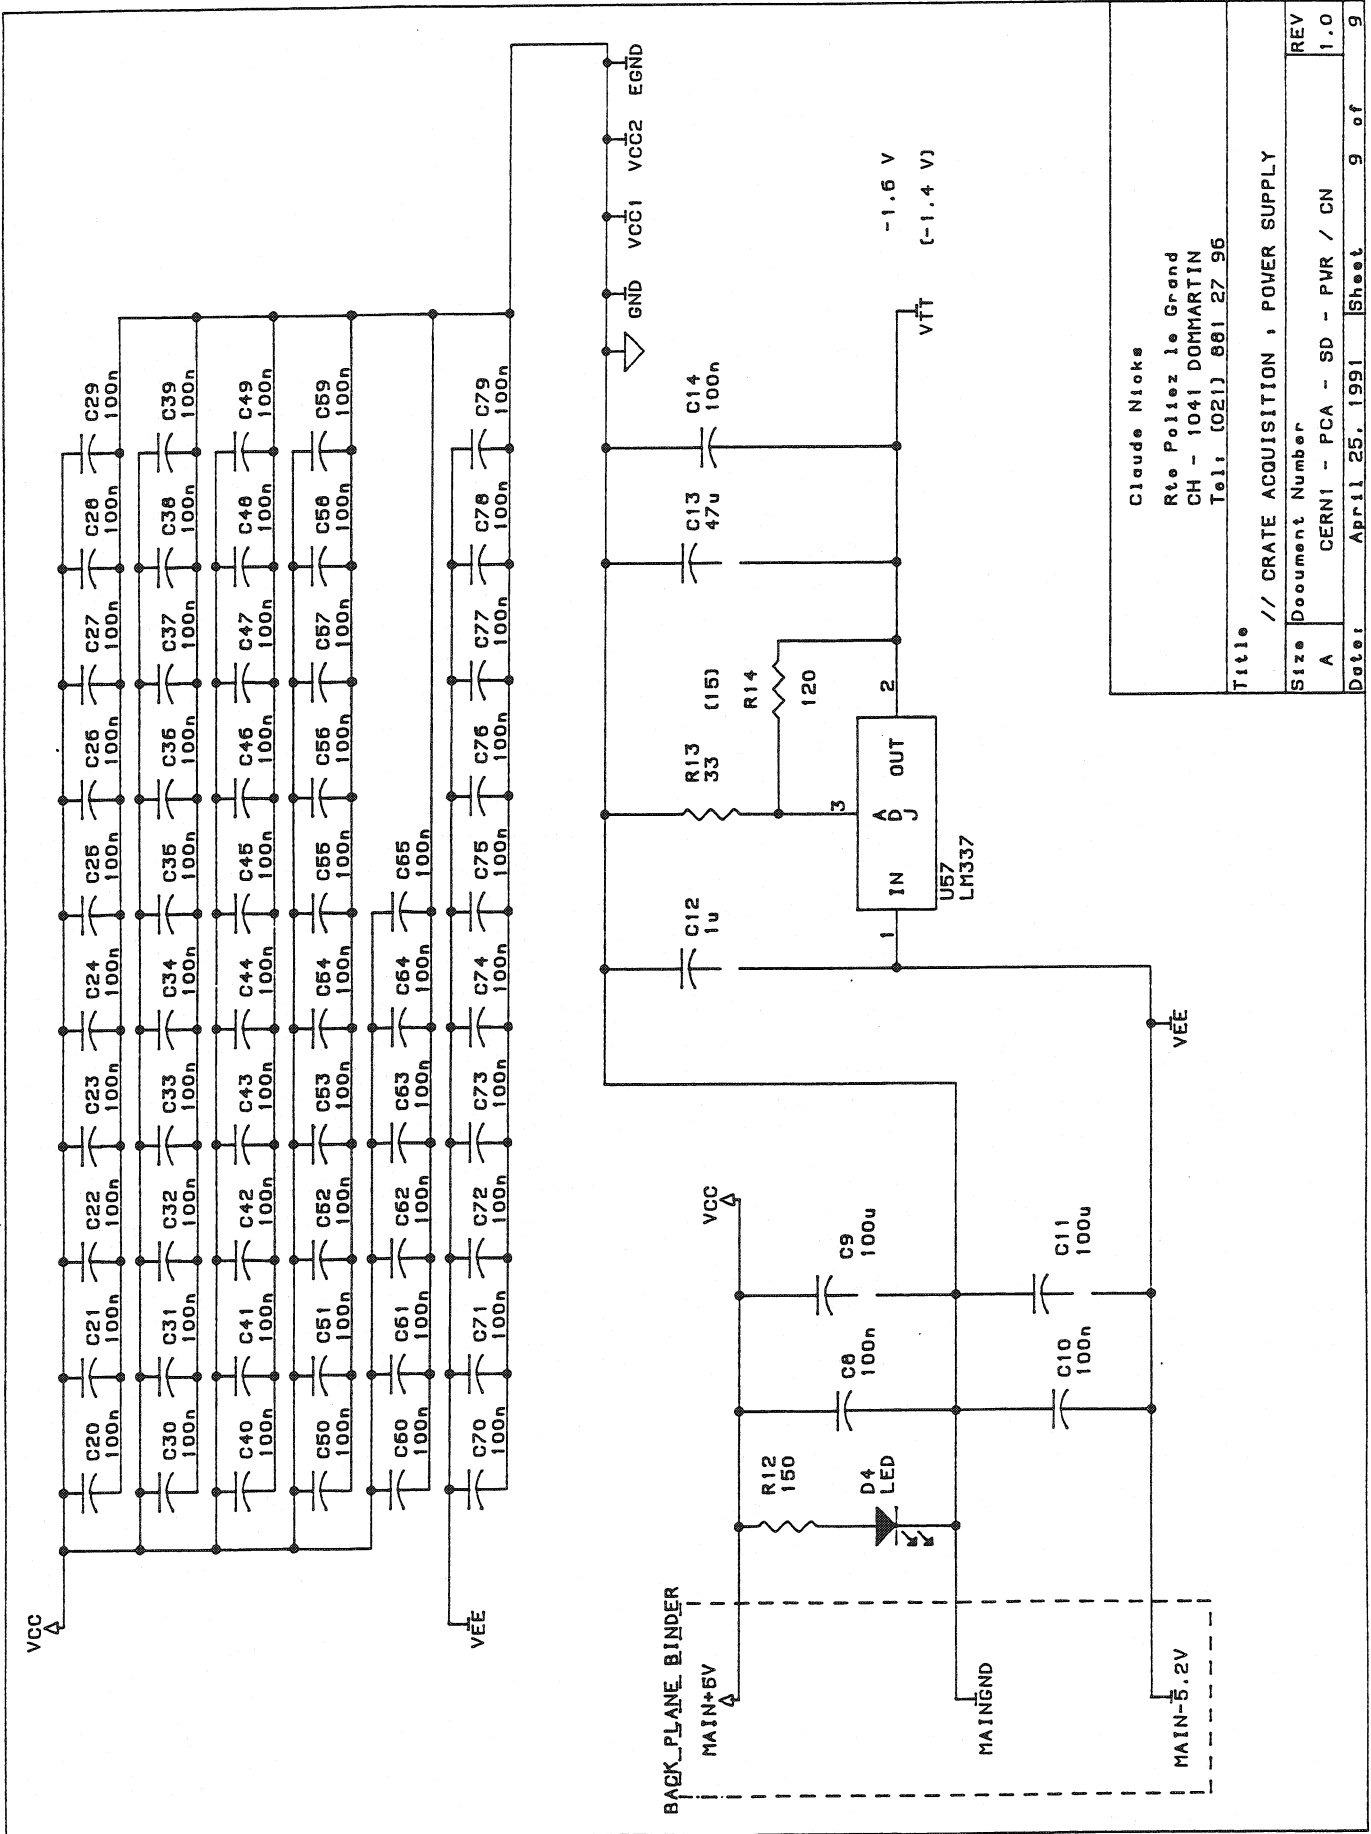 VCC
C20 100n
C21 100n
C22 100n
C23 100n
C24 100n
C25 100n
C26 100n
C27 100n
C28 100n
C29 100n
C30 100n
C31 100n
C32 100n
C33 100n
C34 100n
C35 100n
C36 100n
C37 100n
C38 100n
C39 100n
C40 100n
C41 100n
C42 100n
C43 100n
C44 100n
C45 100n
C46 100n
C47 100n
C48 100n
C49 100n
C50 100n
C51 100n
C52 100n
C53 100n
C54 100n
C55 100n
C56 100n
C57 100n
C58 100n
C59 100n
C60 100n
C61 100n
C62 100n
C63 100n
C64 100n
C65 100n
VEE
C70 100n
C71 100n
C72 100n
C73 100n
C74 100n
C75 100n
C76 100n
C77 100n
C78 100n
C79 100n
GND
VCC1
VCC2
EGND
BACK_PLANE BINDER
MAIN+5V
MAINGND
MAIN-5.2V
VCC
R12
150
D4
LED
C8
100n
C9
100u
C10
100n
C11
100u
VEE
C12
1u
R13
33
(15)
R14
120
1
IN
ADJ
3
OUT
2
U57
LM337
C13
47u
C14
100n
VTT
-1.6 V
(-1.4 V)
Claude Nicke
Rte Poliez le Grand
CH - 1041 DOMMARTIN
Tel: (021) 881 27 96
Title
// CRATE ACQUISITION ; POWER SUPPLY
Size Document Number REV
A CERN1 - PCA - SD - PWR / CN 1.0
Date: April 25, 1991 Sheet 9 of 9